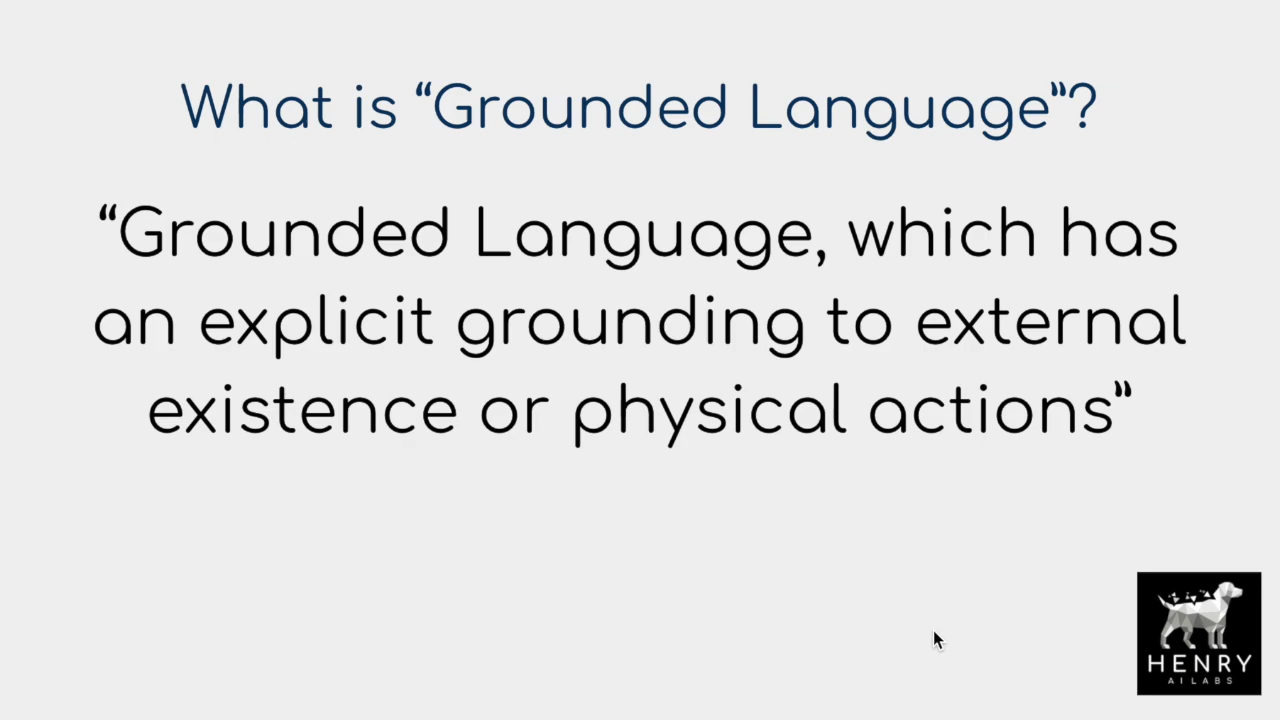 What is “Grounded Language”?
“Grounded Language, which has
an explicit grounding to external
existence or physical actions”
HENRY
AI LABS